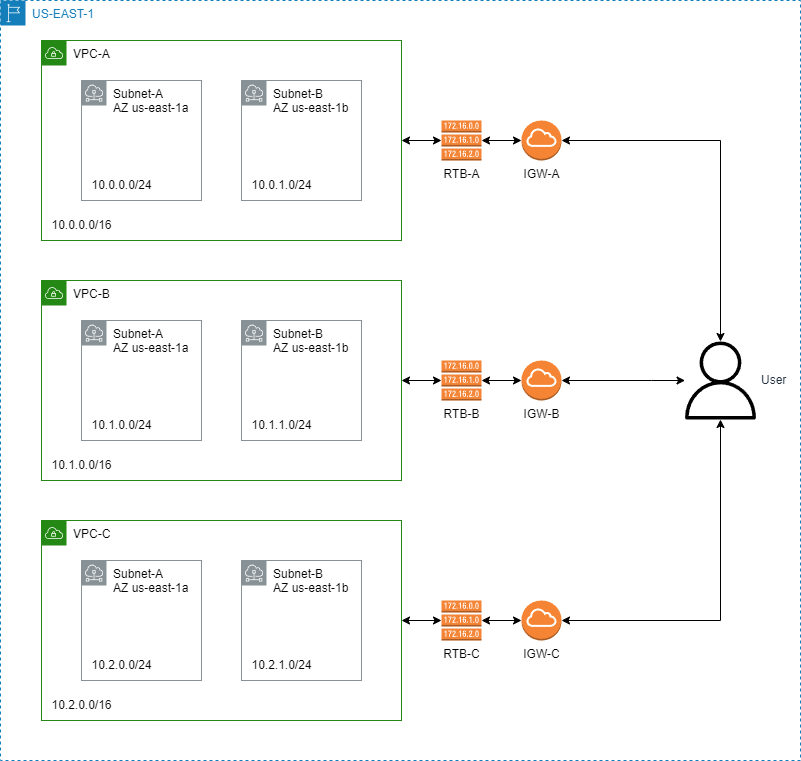 US-EAST-1
VPC-A
Subnet-A
AZ us-east-1a
10.0.0.0/24
Subnet-B
AZ us-east-1b
10.0.1.0/24
10.0.0.0/16
172.16.0.0
172.16.1.0
172.16.2.0
RTB-A
IGW-A
VPC-B
Subnet-A
AZ us-east-1a
10.1.0.0/24
Subnet-B
AZ us-east-1b
10.1.1.0/24
10.1.0.0/16
172.16.0.0
172.16.1.0
172.16.2.0
RTB-B
IGW-B
User
VPC-C
Subnet-A
AZ us-east-1a
10.2.0.0/24
Subnet-B
AZ us-east-1b
10.2.1.0/24
10.2.0.0/16
172.16.0.0
172.16.1.0
172.16.2.0
RTB-C
IGW-C